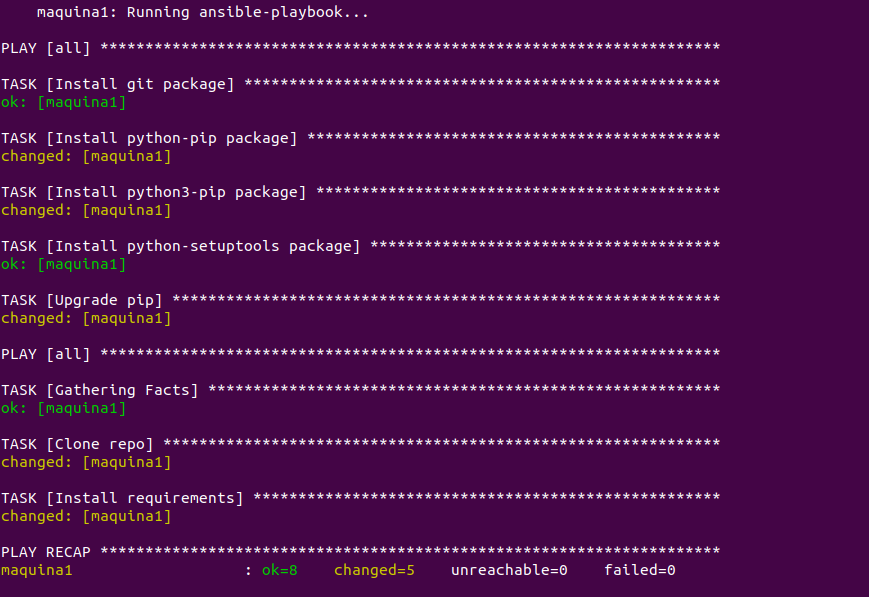 maquina1: Running ansible-playbook...
PLAY [all] *********************************************************************
TASK [Install git package] *****************************************************
ok: [maquina1]
TASK [Install python-pip package] **********************************************
changed: [maquina1]
TASK [Install python3-pip package] *********************************************
changed: [maquina1]
TASK [Install python-setuptools package] ***************************************
ok: [maquina1]
TASK [Upgrade pip] *************************************************************
changed: [maquina1]
PLAY [all] *********************************************************************
TASK [Gathering Facts] *********************************************************
ok: [maquina1]
TASK [Clone repo] **************************************************************
changed: [maquina1]
TASK [Install requirements] ****************************************************
changed: [maquina1]
PLAY RECAP *********************************************************************
maquina1                   : ok=8    changed=5    unreachable=0    failed=0